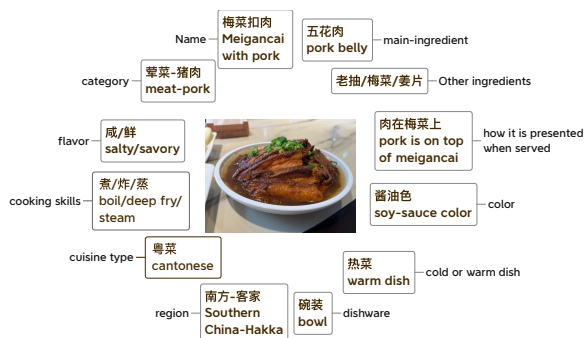 Name
梅菜扣肉
Meigancai
with pork
五花肉
pork belly
main-ingredient
category
荤菜-猪肉
meat-pork
老抽/梅菜/姜片
Other ingredients
flavor
咸/鲜
salty/savory
肉在梅菜上
pork is on top
of meigancai
how it is presented
when served
cooking skills
煮/炸/蒸
boil/deep fry/
steam
酱油色
soy-sauce color
color
cuisine type
粤菜
cantonese
热菜
warm dish
cold or warm dish
region
南方-客家
Southern
China-Hakka
碗装
bowl
dishware